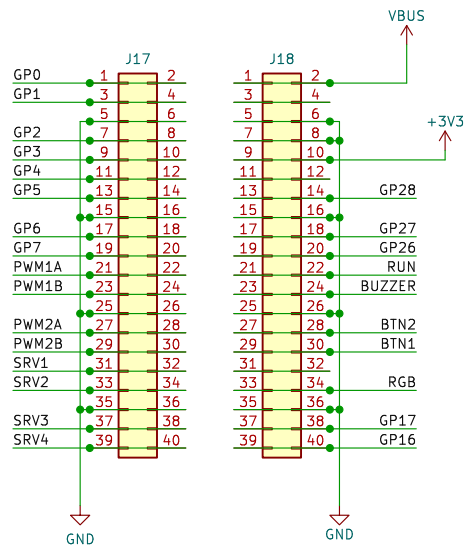 VBUS
J17 J18
GP0 1 2 1 2
GP1 3 4 3 4
+3V3
5 6 5 6
GP2 7 8 7 8
GP3 9 10 9 10
GP4 11 12 11 12
GP5 13 14 13 14 GP28
15 16 15 16
GP6 17 18 17 18 GP27
GP7 19 20 19 20 GP26
PWM1A 21 22 21 22 RUN
PWM1B 23 24 23 24 BUZZER
25 26 25 26
PWM2A 27 28 27 28 BTN2
PWM2B 29 30 29 30 BTN1
SRV1 31 32 31 32
SRV2 33 34 33 34 RGB
35 36 35 36
SRV3 37 38 37 38 GP17
SRV4 39 40 39 40 GP16
GND GND